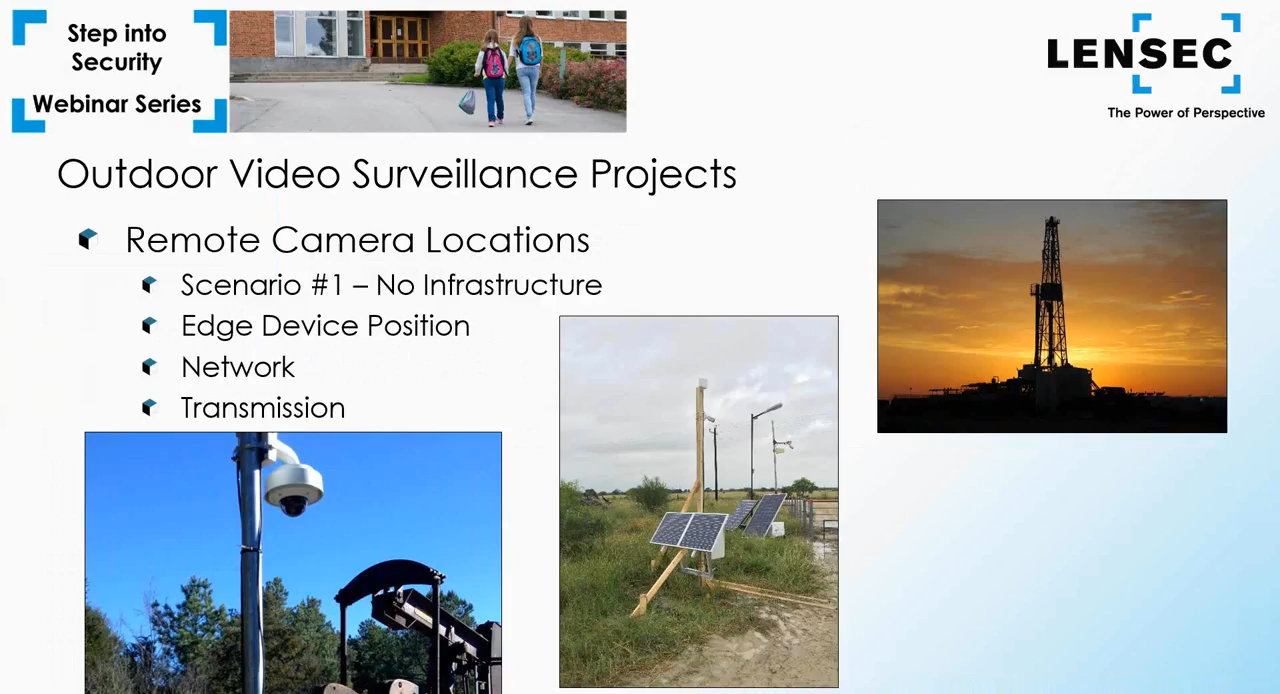 Step into
Security
Webinar Series
LENSEC
The Power of Perspective
Outdoor Video Surveillance Projects
Remote Camera Locations
Scenario #1 – No Infrastructure
Edge Device Position
Network
Transmission